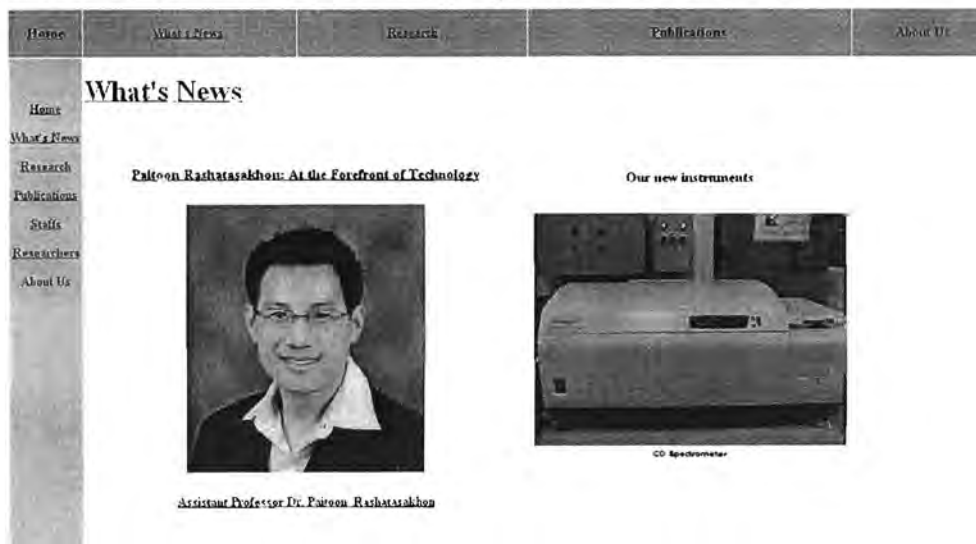 Home What's News Research Publications About Us
What's News
Home
What's News
Research
Publications
Staffs
Researchers
About Us
Paitoon Rashatasakhon: At the Forefront of Technology
Assistant Professor Dr. Paitoon Rashatasakhon
Our new instruments
CD Spectrometer